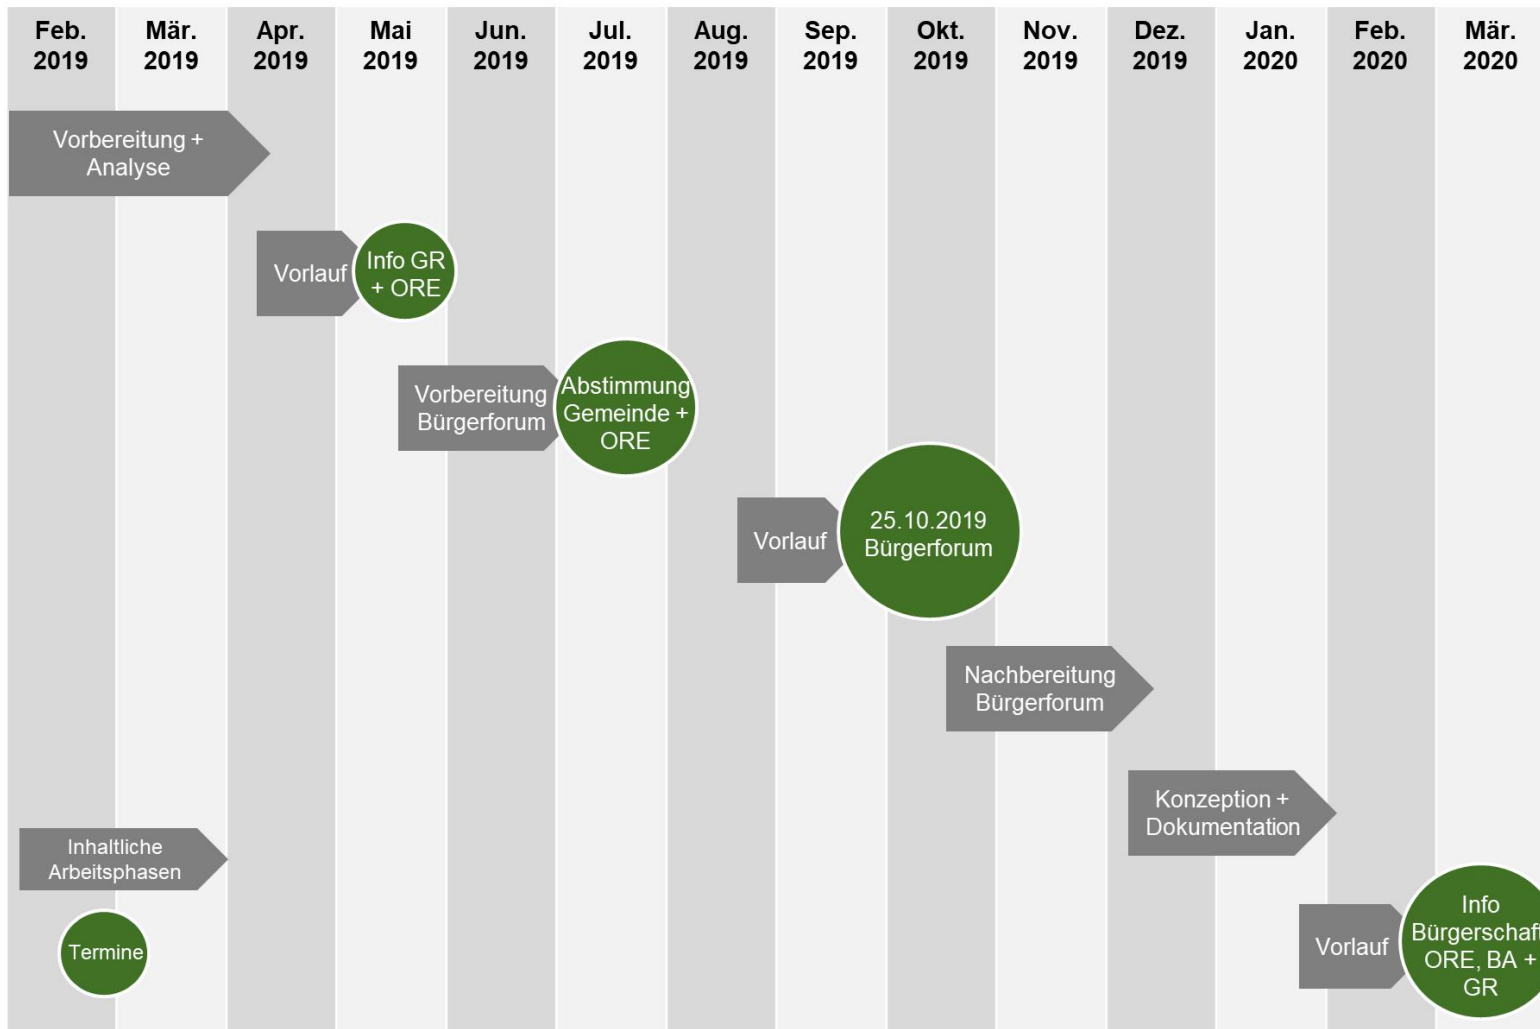 Feb.
2019
Mär.
2019
Apr.
2019
Mai
2019
Jun.
2019
Jul.
2019
Aug.
2019
Sep.
2019
Okt.
2019
Nov.
2019
Dez.
2019
Jan.
2020
Feb.
2020
Mär.
2020
Vorbereitung +
Analyse
Vorlauf
Info GR
+ ORE
Vorbereitung
Bürgerforum
Abstimmung
Gemeinde +
ORE
Vorlauf
25.10.2019
Bürgerforum
Nachbereitung
Bürgerforum
Konzeption +
Dokumentation
Inhaltliche
Arbeitsphasen
Termine
Vorlauf
Info
Bürgerschaft
ORE, BA +
GR